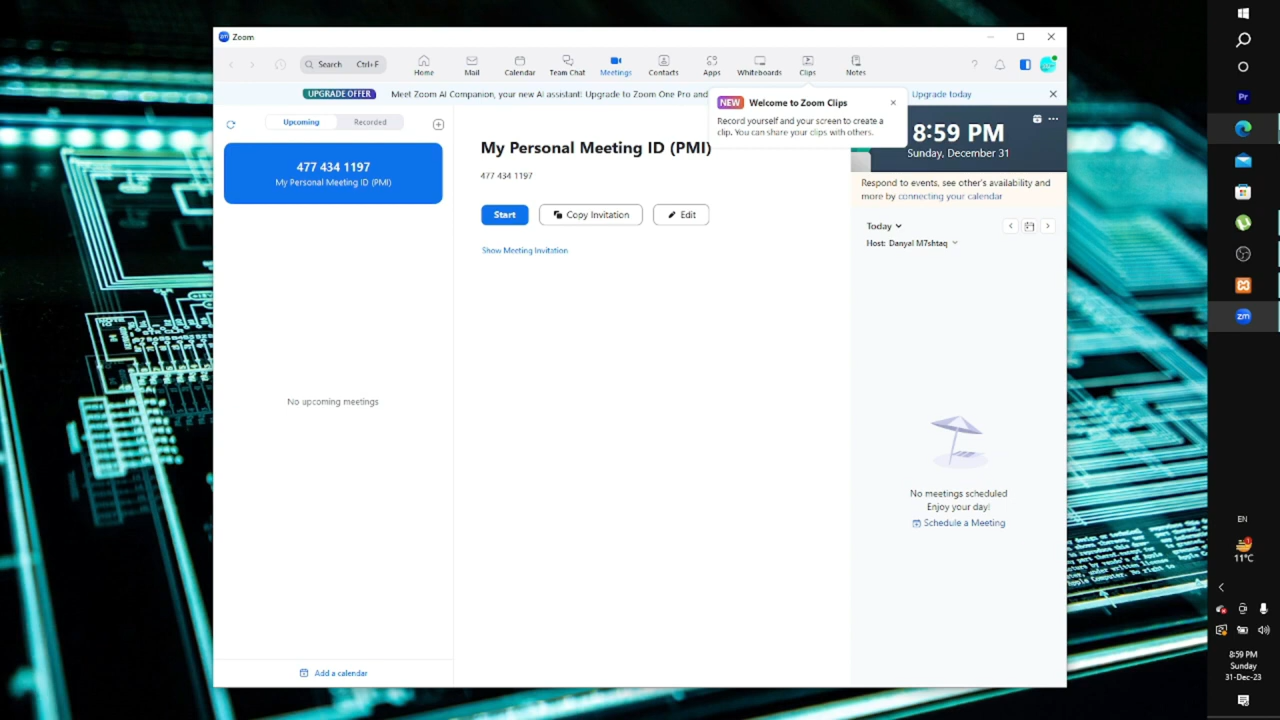 Zoom
Search Ctrl+F
Home
Mail
Calendar
Team Chat
Meetings
Contacts
Apps
Whiteboards
Clips
Notes
UPGRADE OFFER Meet Zoom AI Companion, your new AI assistant! Upgrade to Zoom One Pro and
Upgrade today
NEW Welcome to Zoom Clips
Record yourself and your screen to create a
clip. You can share your clips with others.
Upcoming
Recorded
477 434 1197
My Personal Meeting ID (PMI)
No upcoming meetings
Add a calendar
My Personal Meeting ID (PMI)
477 434 1197
Start
Copy Invitation
Edit
Show Meeting Invitation
8:59 PM
Sunday, December 31
Respond to events, see other's availability and
more by connecting your calendar
Today
Host: Danyal M7shtaq
No meetings scheduled
Enjoy your day!
Schedule a Meeting
Pr
zm
EN
11°C
8:59 PM
Sunday
31-Dec-23